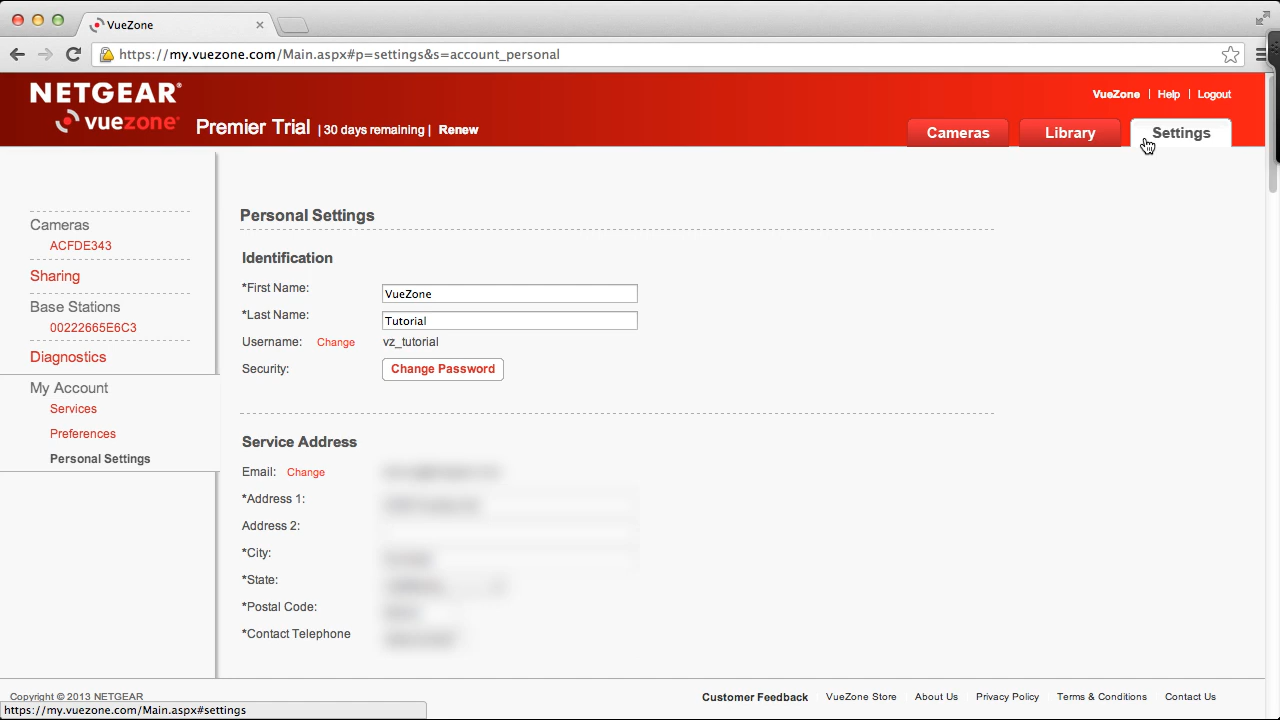 VueZone
https://my.vuezone.com/Main.aspx#p=settings&s=account_personal
NETGEAR®
vuezone
Premier Trial | 30 days remaining | Renew
VueZone | Help | Logout
Cameras Library Settings
Cameras
ACFDE343
Sharing
Base Stations
00222665E6C3
Diagnostics
My Account
Services
Preferences
Personal Settings
Personal Settings
Identification
*First Name: VueZone
*Last Name: Tutorial
Username: Change vz_tutorial
Security: Change Password
Service Address
Email: Change
*Address 1:
Address 2:
*City:
*State:
*Postal Code:
*Contact Telephone
Copyright © 2013 NETGEAR
Customer Feedback VueZone Store About Us Privacy Policy Terms & Conditions Contact Us
https://my.vuezone.com/Main.aspx#settings